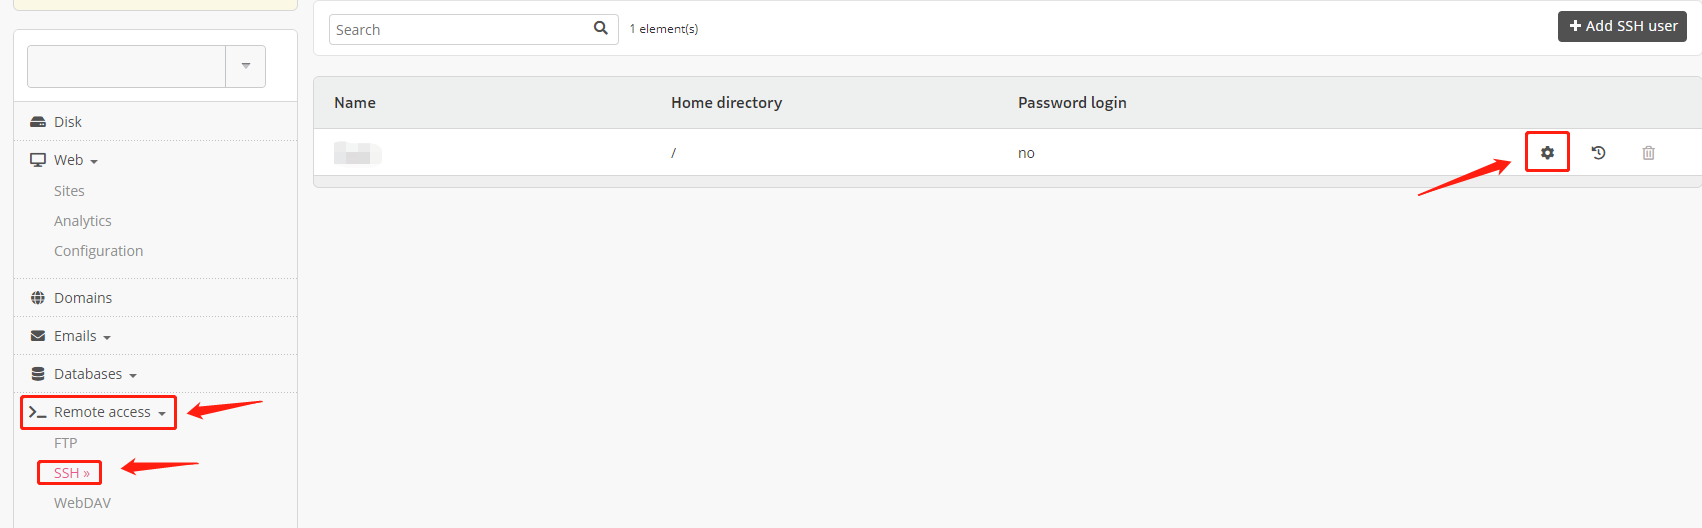 Search
1 element(s)
Add SSH user
Name Home directory Password login
/ no
Disk
Web
Sites
Analytics
Configuration
Domains
Emails
Databases
Remote access
FTP
SSH »
WebDAV